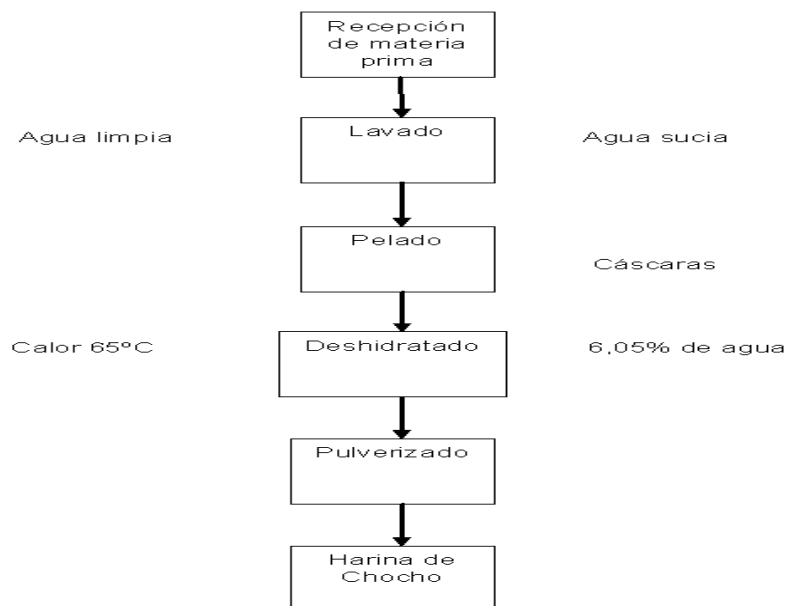 Recepción
de materia
prima
Agua limpia
Lavado
Agua sucia
Pelado
Cáscaras
Calor 65ºC
Deshidratado
6,05% de agua
Pulverizado
Harina de
Chocho